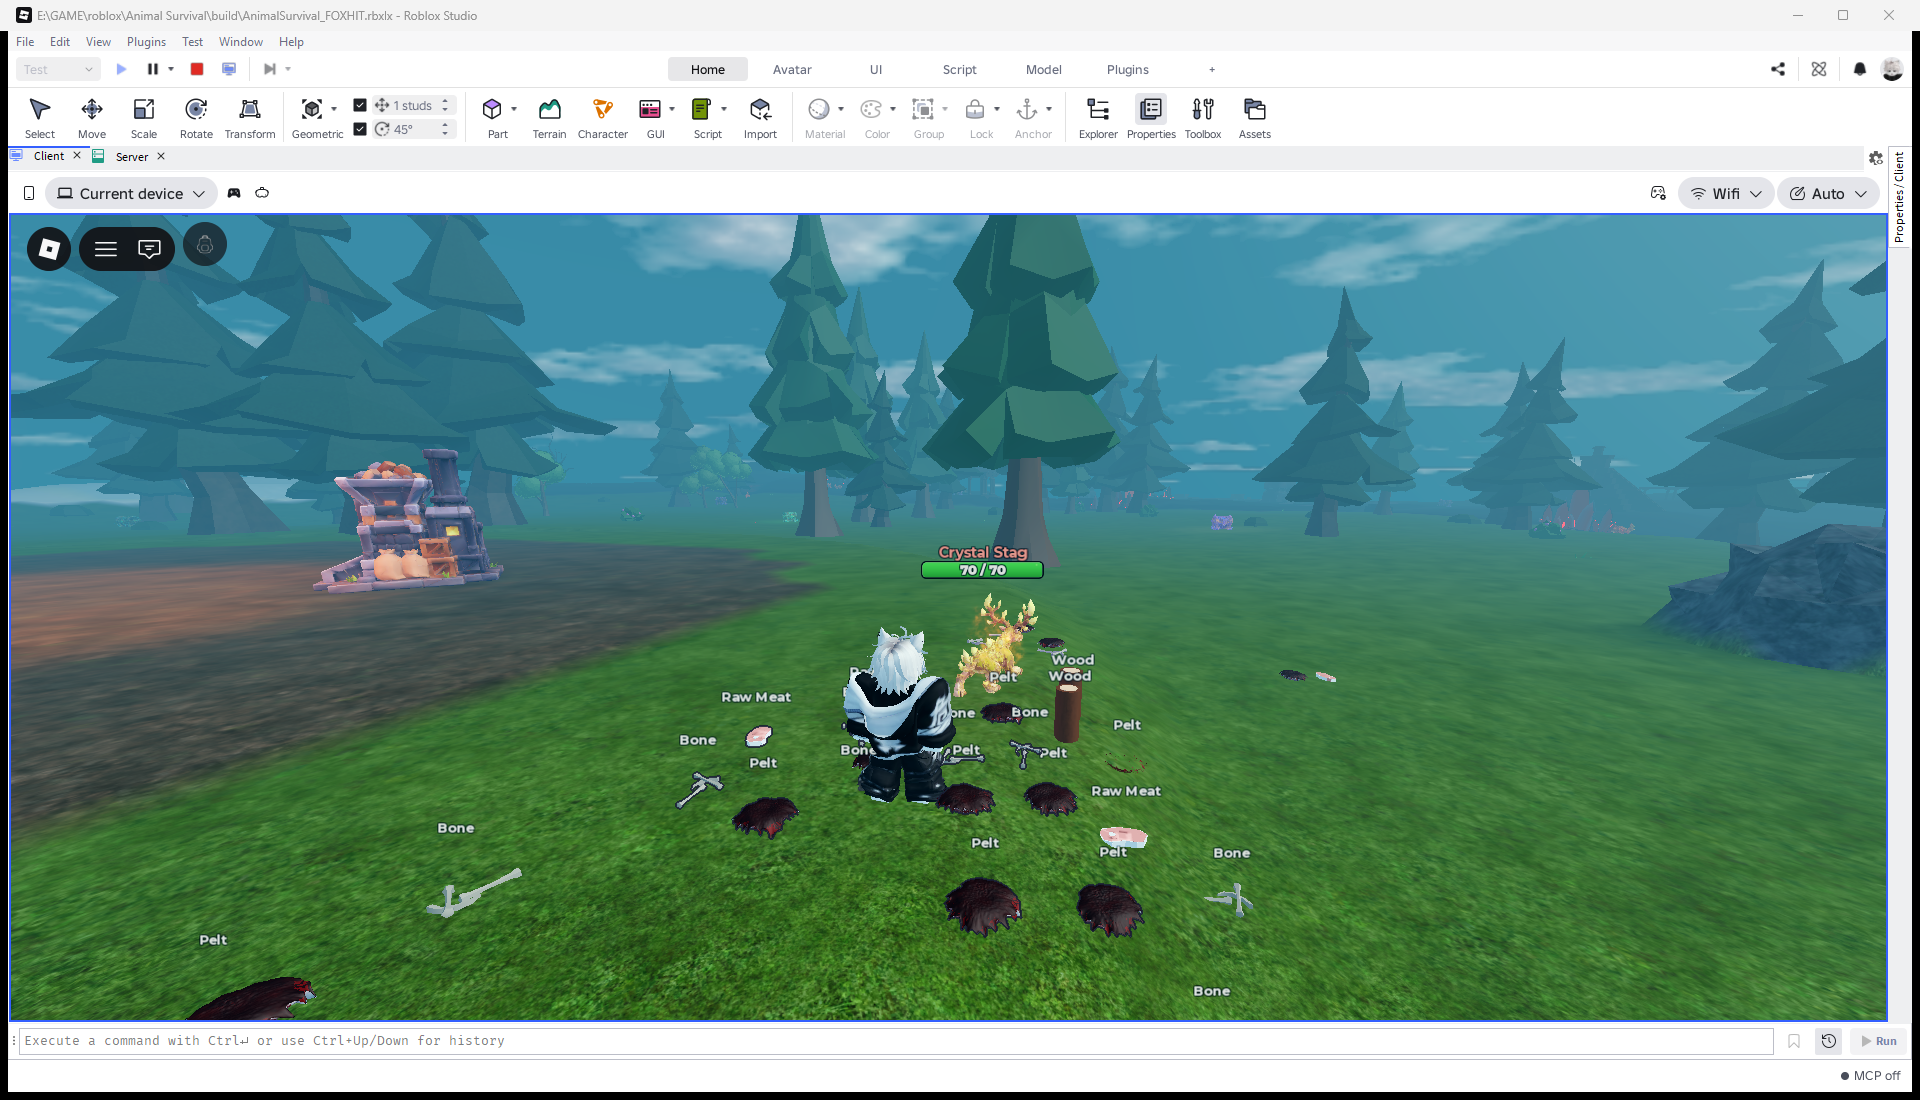 E:\GAME\roblox\Animal Survival\build\AnimalSurvival_FOXHIT.rbxlx - Roblox Studio
File Edit View Plugins Test Window Help
Test
Home Avatar UI Script Model Plugins +
1 studs
45°
Select Move Scale Rotate Transform Geometric Part Terrain Character GUI Script Import Material Color Group Lock Anchor Explorer Properties Toolbox Assets
Client Server
Current device
Wifi
Auto
Properties / Client
Crystal Stag
70 / 70
Wood
Wood
Pelt
Raw Meat
Bone
Bone
Pelt
Bone
Bone
Pelt
Pelt
Pelt
Raw Meat
Bone
Pelt
Pelt
Bone
Pelt
Bone
Execute a command with Ctrl↵ or use Ctrl+Up/Down for history
Run
MCP off